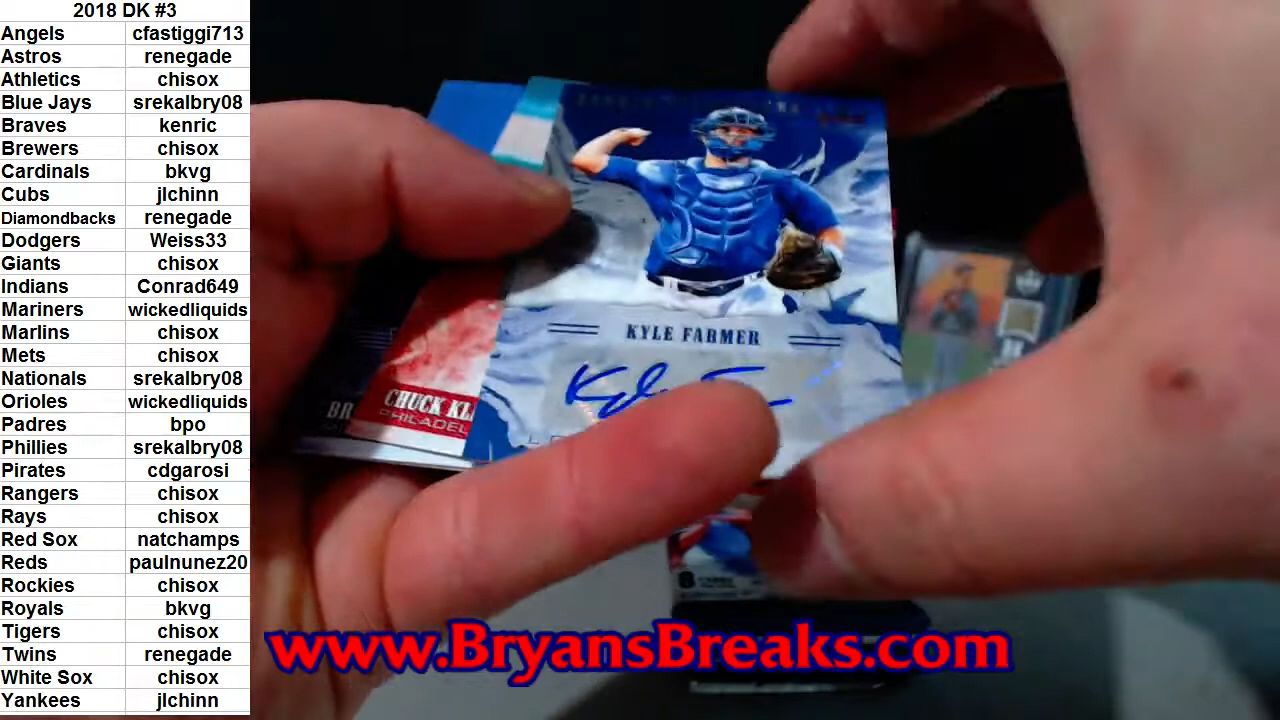 2018 DK #3
Angels cfastiggi713
Astros renegade
Athletics chisox
Blue Jays srekalbry08
Braves kenric
Brewers chisox
Cardinals bkvg
Cubs jlchinn
Diamondbacks renegade
Dodgers Weiss33
Giants chisox
Indians Conrad649
Mariners wickedliquids
Marlins chisox
Mets chisox
Nationals srekalbry08
Orioles wickedliquids
Padres bpo
Phillies srekalbry08
Pirates cdgarosi
Rangers chisox
Rays chisox
Red Sox natchamps
Reds paulnunez20
Rockies chisox
Royals bkvg
Tigers chisox
Twins renegade
White Sox chisox
Yankees jlchinn
KYLE FARMER
BR
CHUCK KL
PHILADEL
8
www.BryansBreaks.com